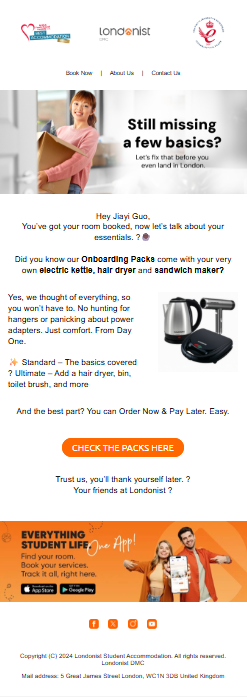 londonist
DMC
Book Now | About Us | Contact Us
Still missing
a few basics?
Let's fix that before you
even land in London.
Hey Jiayi Guo,
You've got your room booked, now let's talk about your
essentials. ?
Did you know our Onboarding Packs come with your very
own electric kettle, hair dryer and sandwich maker?
Yes, we thought of everything, so
you won't have to. No hunting for
hangers or panicking about power
adapters. Just comfort. From Day
One.
✨ Standard – The basics covered
? Ultimate – Add a hair dryer, bin,
toilet brush, and more
And the best part? You can Order Now & Pay Later. Easy.
CHECK THE PACKS HERE
Trust us, you'll thank yourself later. ?
Your friends at Londonist ?
EVERYTHING
STUDENT LIFE
One App!
Find your room.
Book your services.
Track it all, right here.
App Store
Google Play
Copyright (C) 2024 Londonist Student Accommodation. All rights reserved.
Londonist DMC
Mail address: 5 Great James Street London, WC1N 3DB United Kingdom